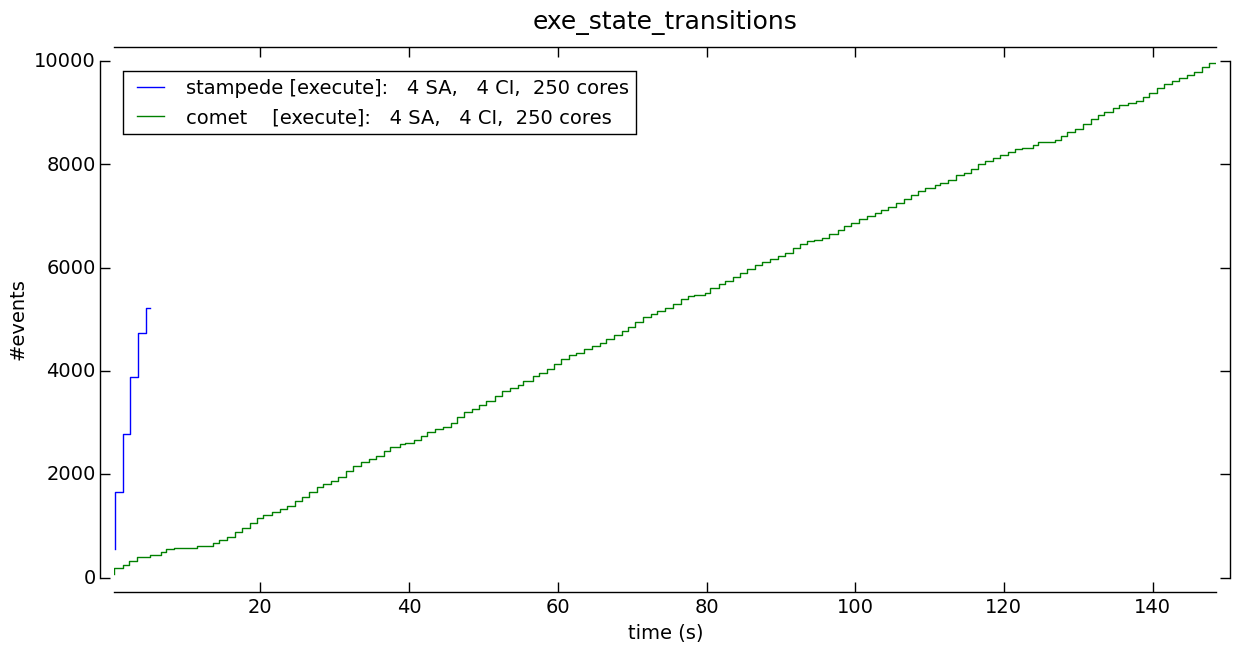 exe_state_transitions
10000
8000
6000
4000
2000
0
#events
stampede [execute]:   4 SA,   4 CI,  250 cores
comet    [execute]:   4 SA,   4 CI,  250 cores
20 40 60 80 100 120 140
time (s)